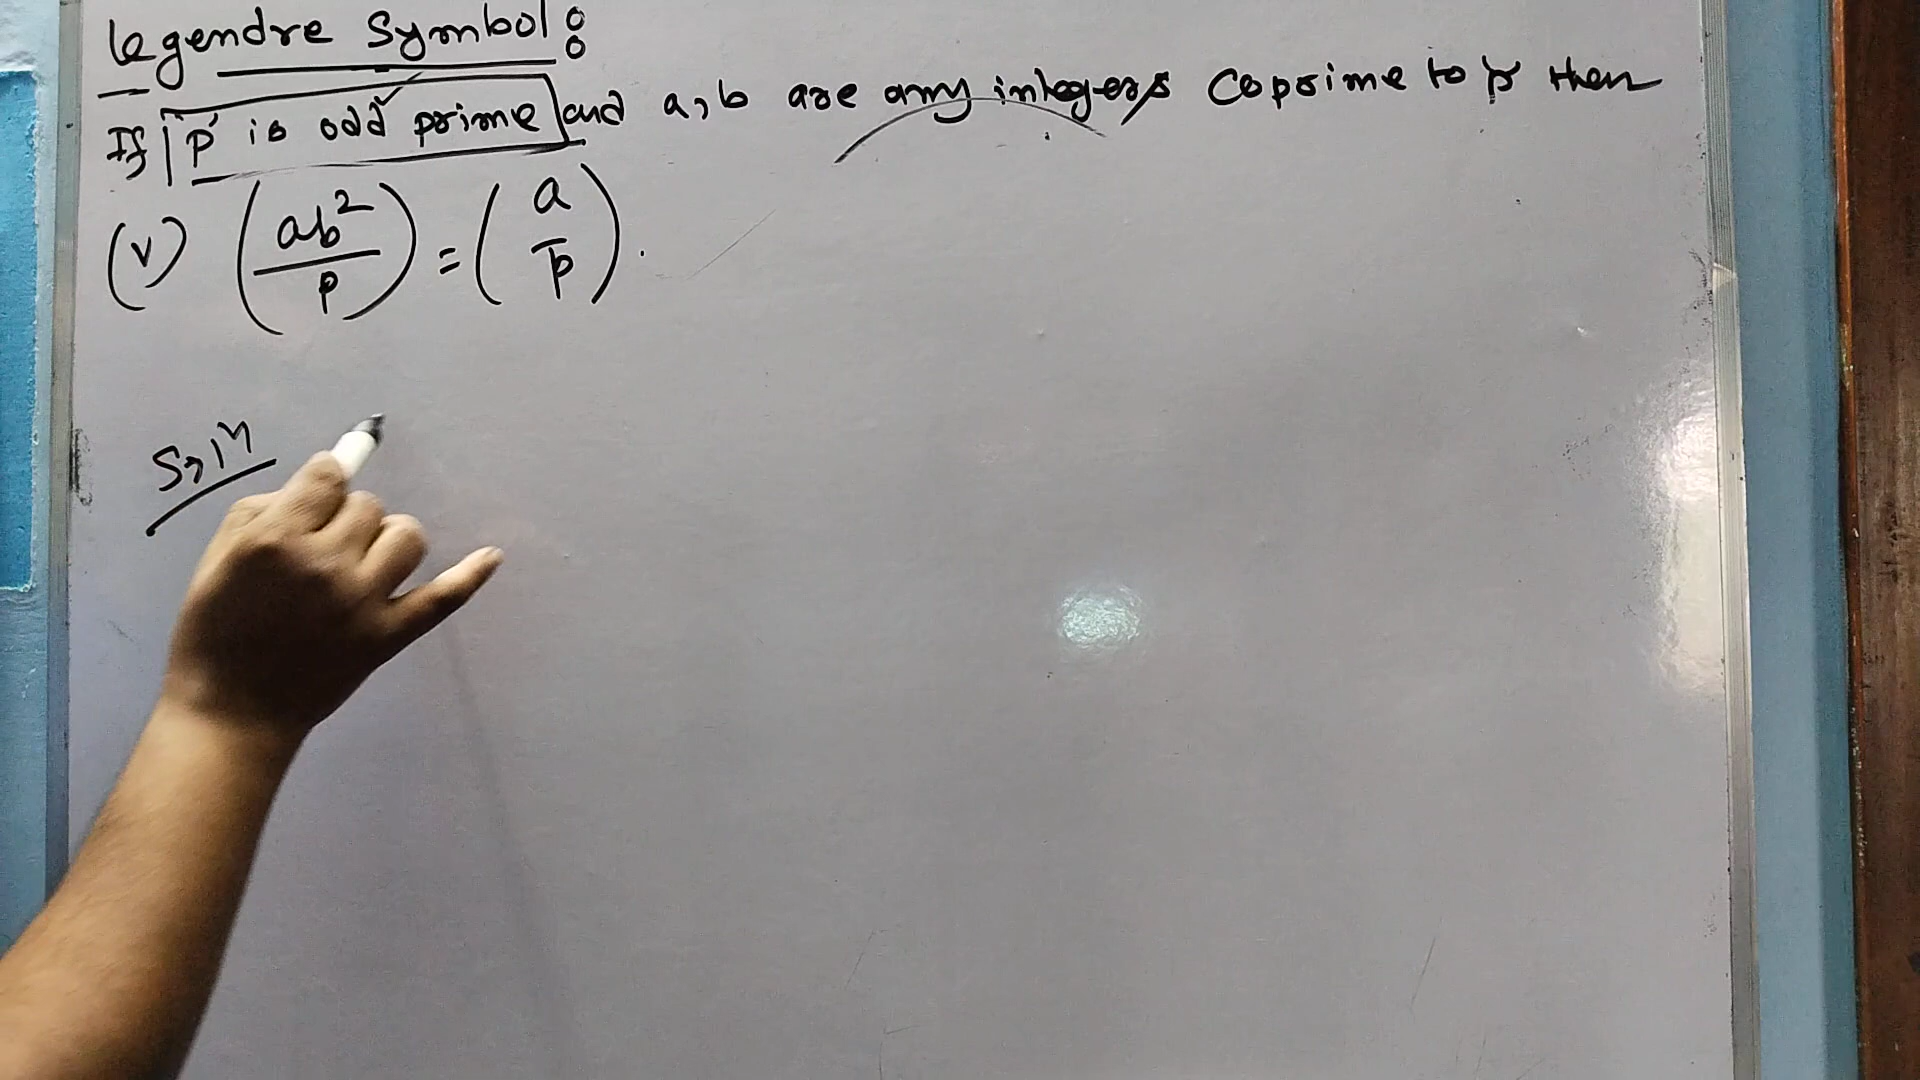 Legendre Symbol:
If 'p' is odd prime and a, b are any integers coprime to p then
(v) (ab²/p) = (a/p).
Solⁿ